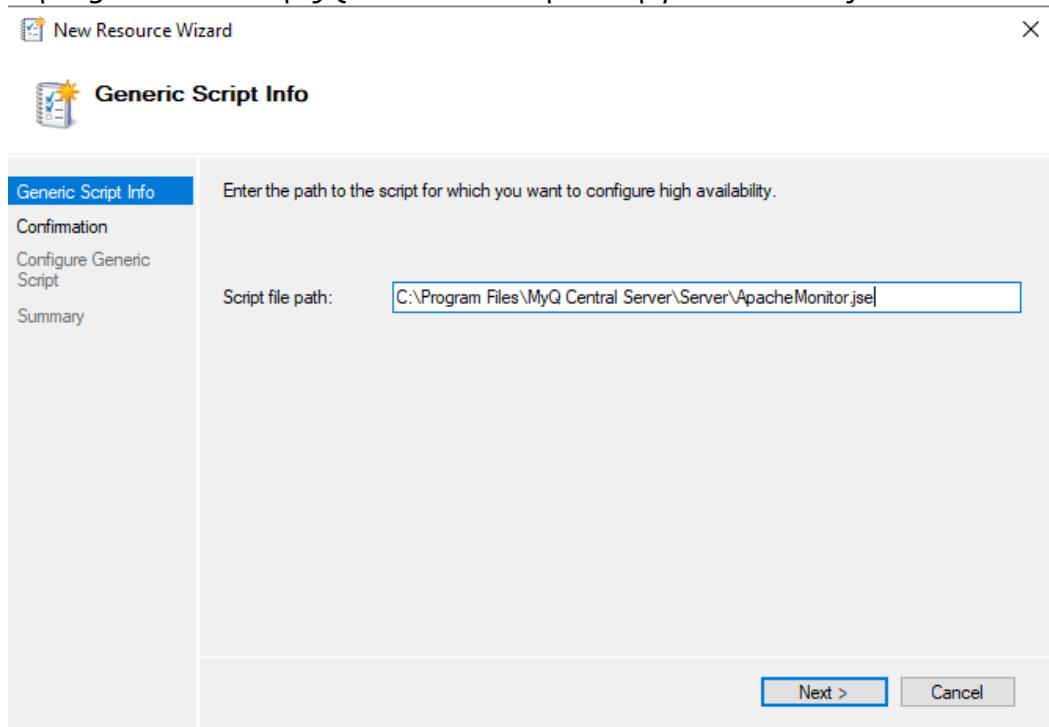 New Resource Wizard
Generic Script Info
Generic Script Info
Enter the path to the script for which you want to configure high availability.
Confirmation
Configure Generic
Script
Script file path:
C:\Program Files\MyQ Central Server\Server\ApacheMonitor.jse
Summary
Next >
Cancel